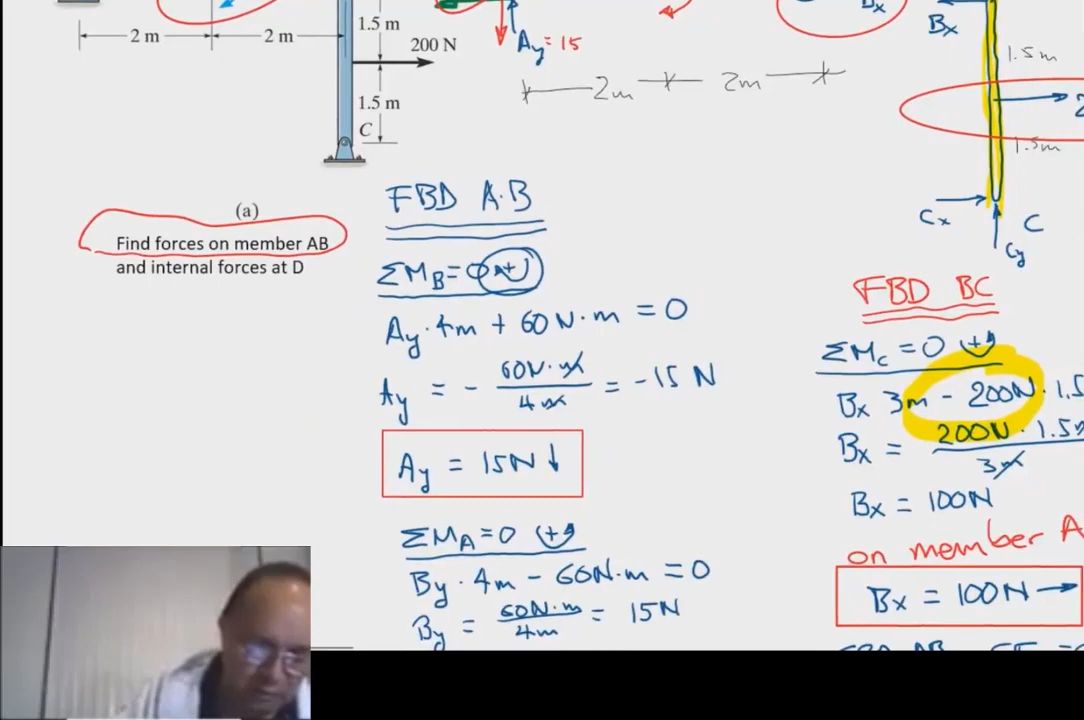 Bx
Bx
1.5 m
200 N
2 m
2 m
Ay = 15
2m
2m
1.5m
1.5 m
C
1.5m
Cx
C
Cy
FBD A.B
(a)
Find forces on member AB
and internal forces at D
ΣMB = 0
Ay · 4m + 60 N·m = 0
Ay = - 60N·m / 4m = -15 N
Ay = 15N ↓
ΣMA = 0 (+
By · 4m - 60N·m = 0
By = 60N·m / 4m = 15N
FBD BC
ΣMc = 0 (+
Bx 3m - 200N · 1.5
Bx = 200N · 1.5m / 3m
Bx = 100N
on member A
Bx = 100N →